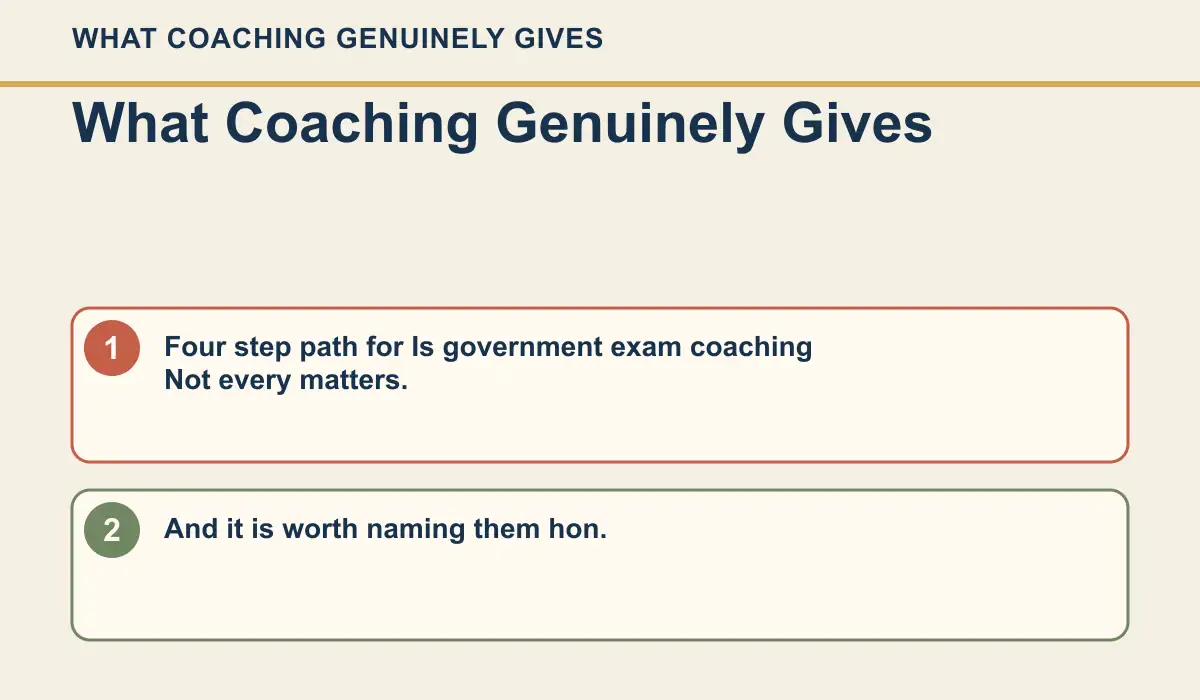 WHAT COACHING GENUINELY GIVES
What Coaching Genuinely Gives
1
Four step path for Is government exam coaching
Not every matters.
2
And it is worth naming them hon.